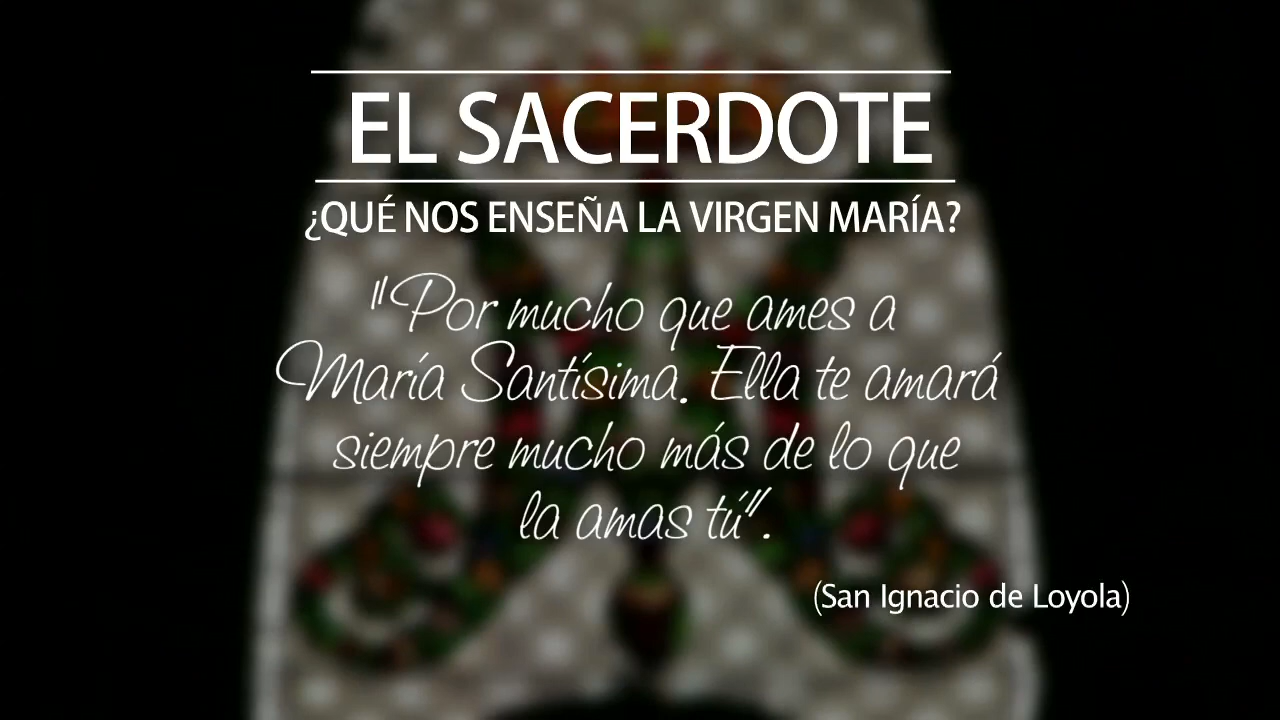 EL SACERDOTE
¿QUÉ NOS ENSEÑA LA VIRGEN MARÍA?
"Por mucho que ames a
María Santísima. Ella te amará
siempre mucho más de lo que
la amas tú".
(San Ignacio de Loyola)